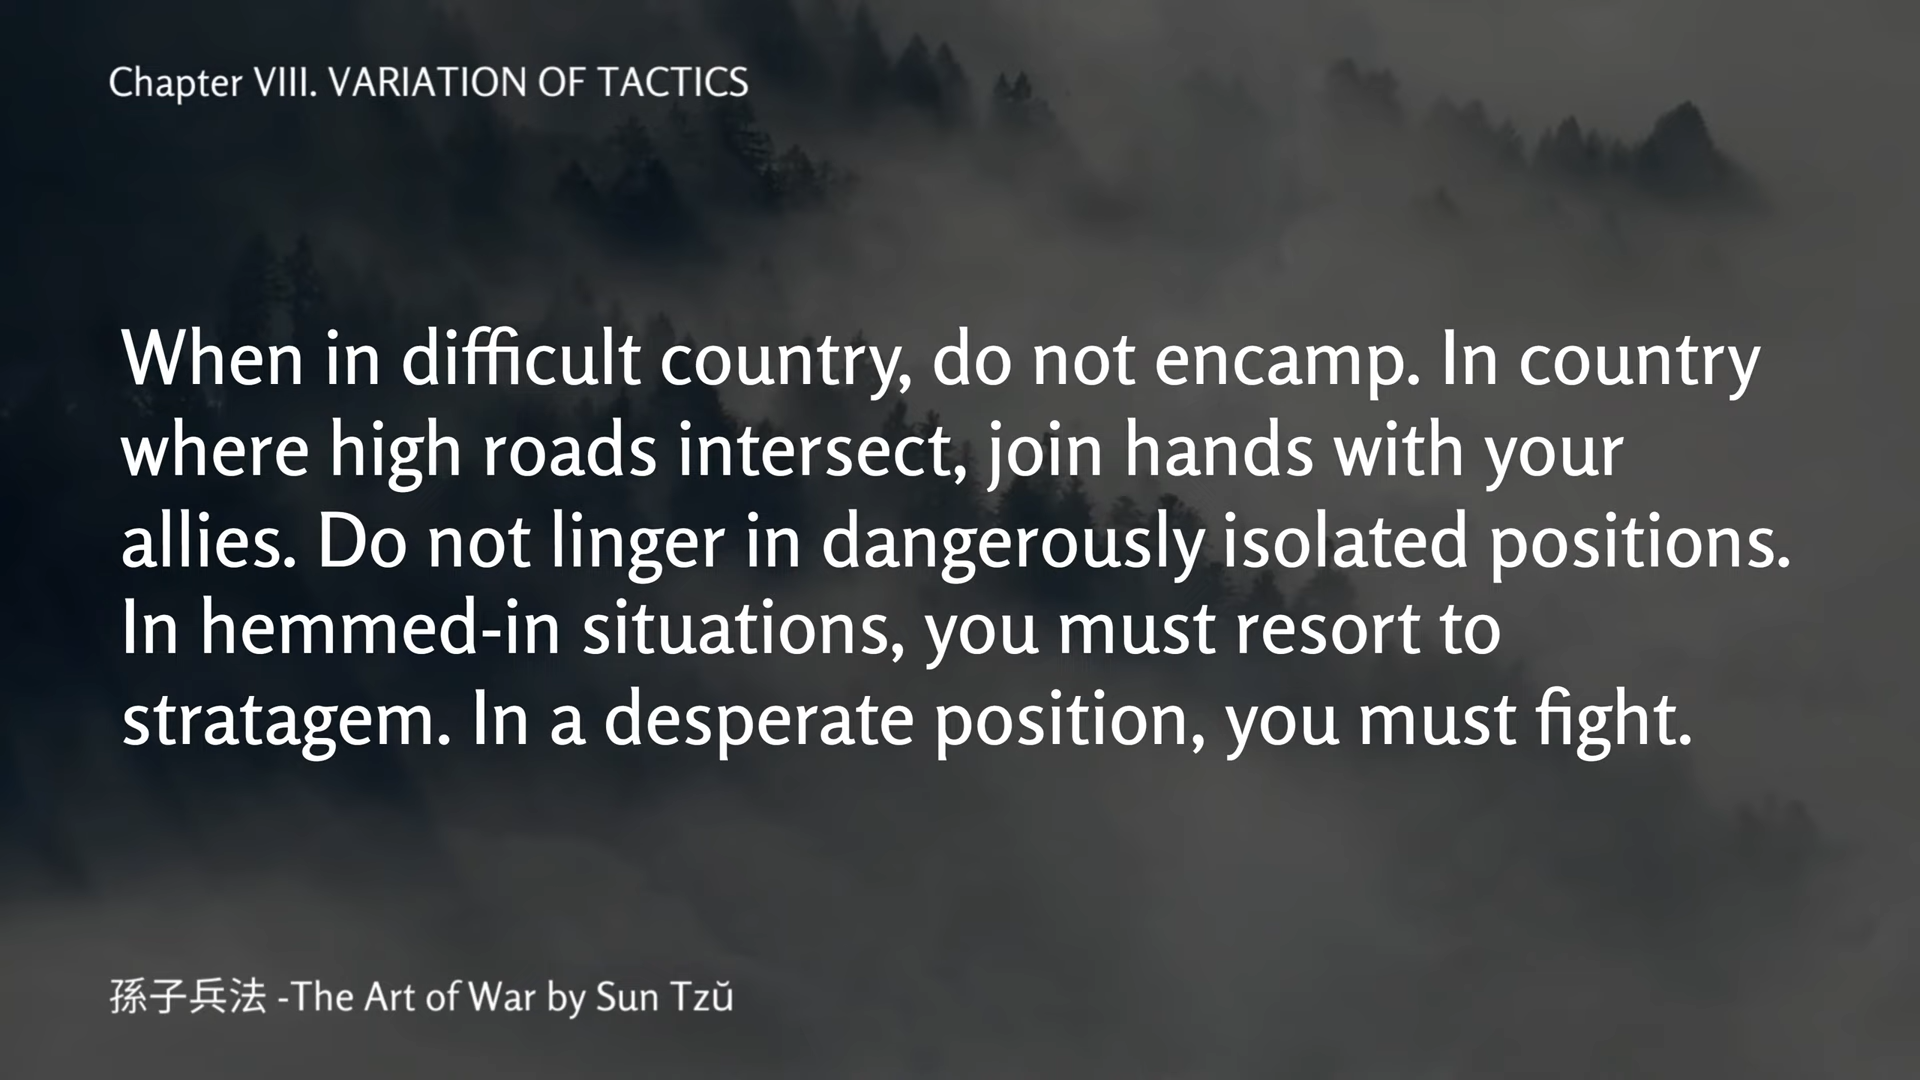 Chapter VIII. VARIATION OF TACTICS
When in difficult country, do not encamp. In country
where high roads intersect, join hands with your
allies. Do not linger in dangerously isolated positions.
In hemmed-in situations, you must resort to
stratagem. In a desperate position, you must fight.
孫子兵法 -The Art of War by Sun Tzŭ